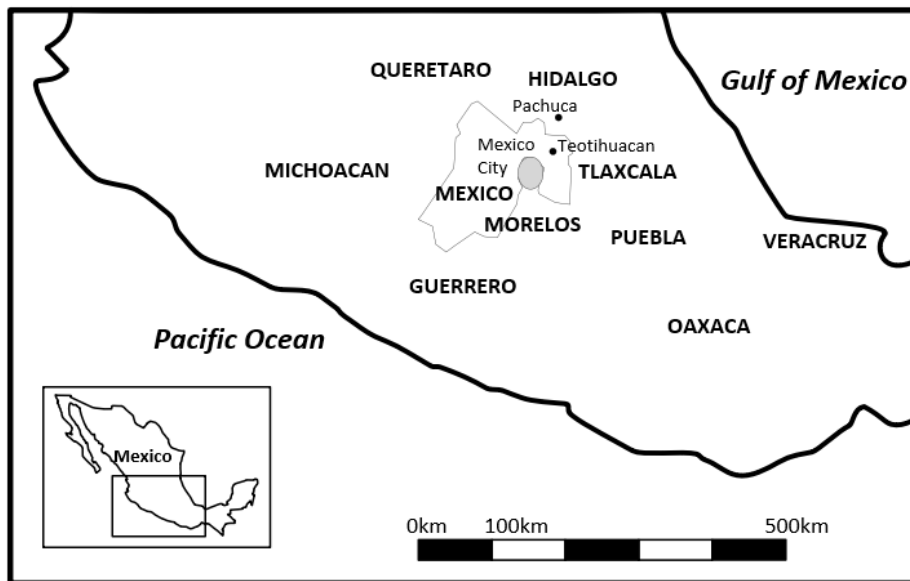 QUERETARO
HIDALGO
Gulf of Mexico
Pachuca
Mexico
City
Teotihuacan
MICHOACAN
TLAXCALA
MEXICO
MORELOS
PUEBLA
VERACRUZ
GUERRERO
OAXACA
Pacific Ocean
Mexico
0km
100km
500km